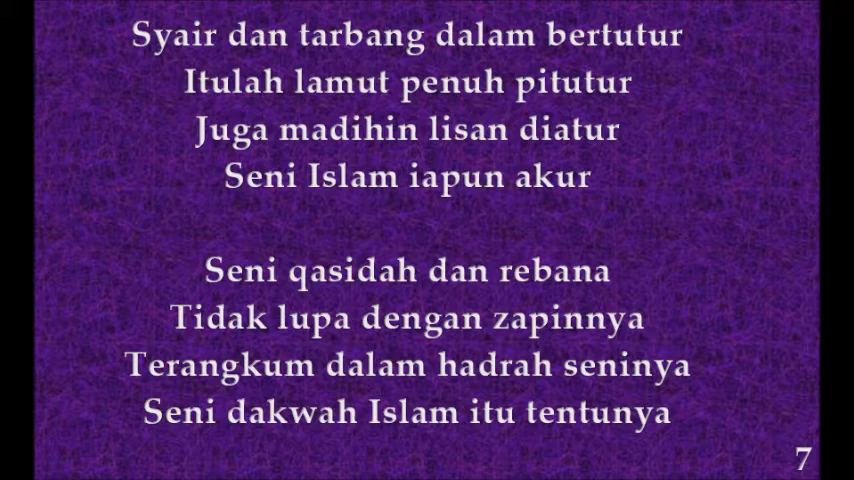 Syair dan tarbang dalam bertutur
Itulah lamut penuh pitutur
Juga madihin lisan diatur
Seni Islam iapun akur
Seni qasidah dan rebana
Tidak lupa dengan zapinnya
Terangkum dalam hadrah seninya
Seni dakwah Islam itu tentunya
7